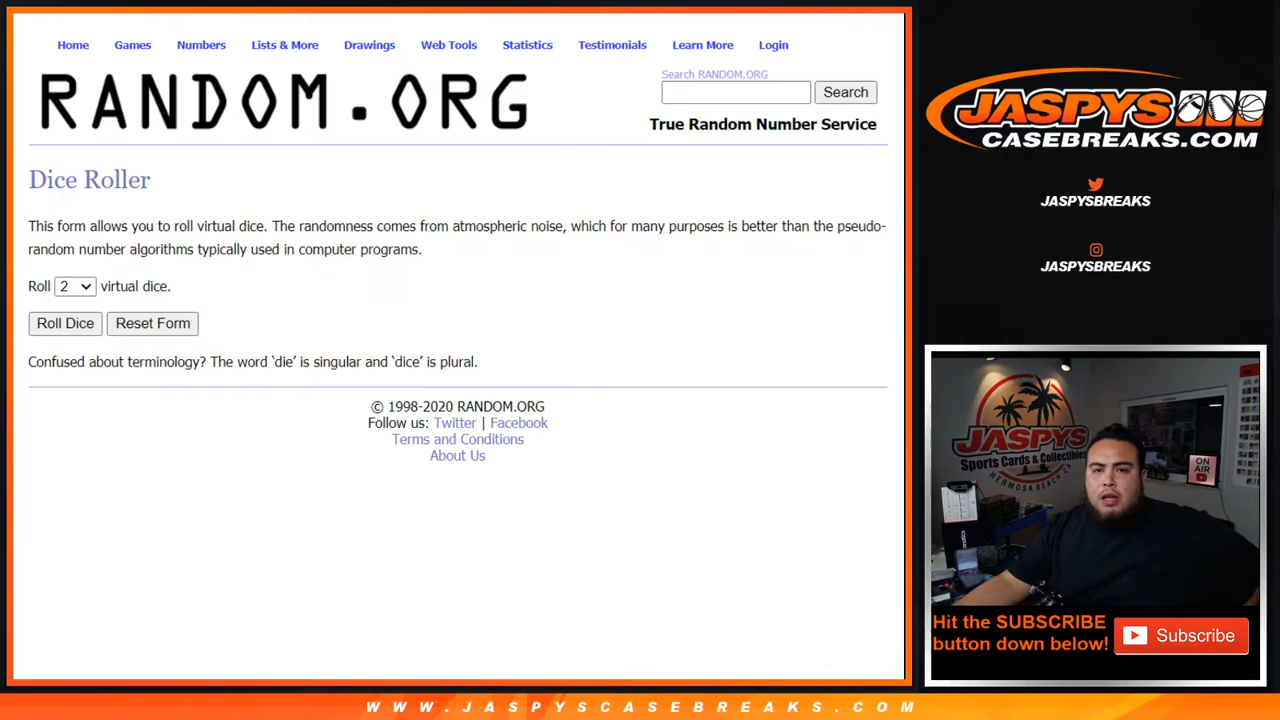 Home Games Numbers Lists & More Drawings Web Tools Statistics Testimonials Learn More Login
RANDOM.ORG
Search RANDOM.ORG
Search
True Random Number Service
Dice Roller
This form allows you to roll virtual dice. The randomness comes from atmospheric noise, which for many purposes is better than the pseudo-
random number algorithms typically used in computer programs.
Roll 2 virtual dice.
Roll Dice Reset Form
Confused about terminology? The word ‘die’ is singular and ‘dice’ is plural.
© 1998-2020 RANDOM.ORG
Follow us: Twitter | Facebook
Terms and Conditions
About Us
JASPYS
CASEBREAKS.COM
JASPYSBREAKS
JASPYSBREAKS
JASPYS
Sports Cards & Collectibles
HERMOSA BEACH, CA
ON
AIR
Hit the SUBSCRIBE
button down below!
Subscribe
WWW.JASPYSCASEBREAKS.COM